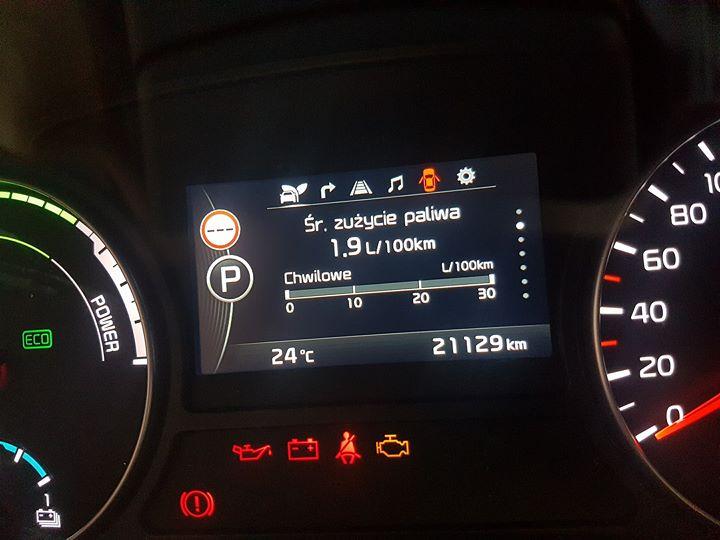 Śr. zużycie paliwa
1.9 L/100km
P
Chwilowe L/100km
0 10 20 30
24°C 21129 km
POWER
ECO
1
80
60
40
20
0